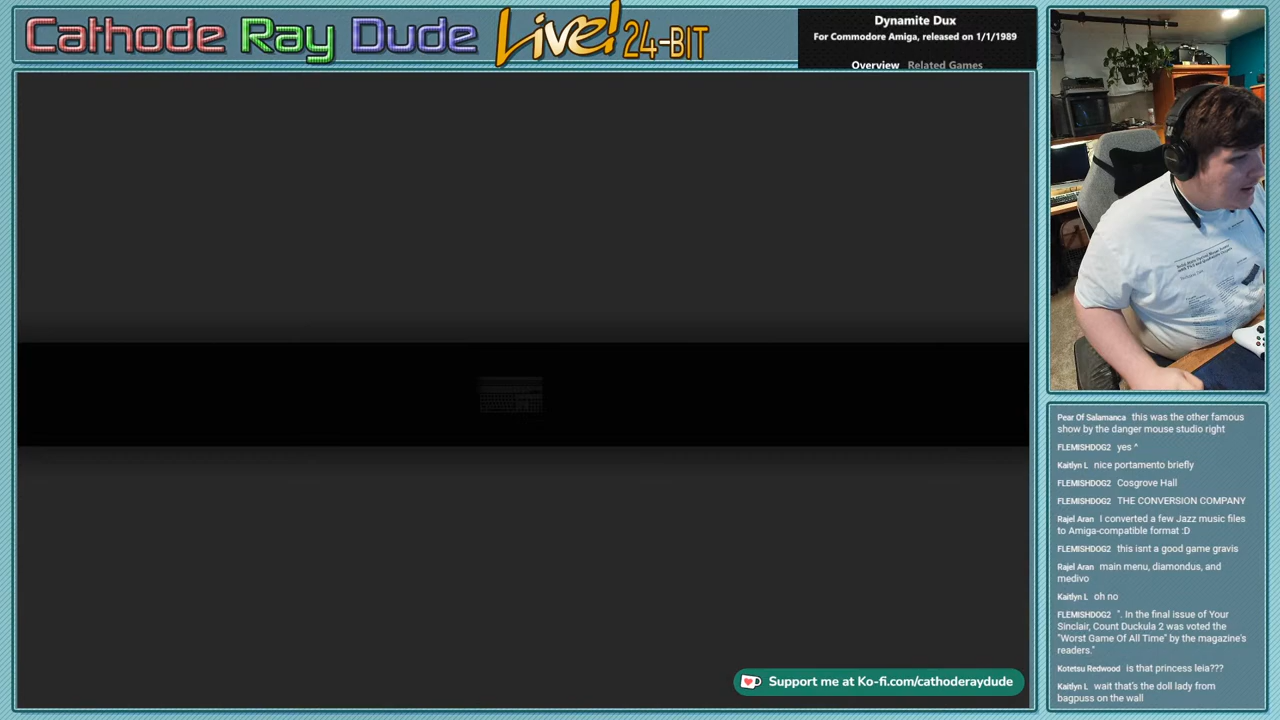 Cathode Ray Dude Live! 24-BIT
Dynamite Dux
For Commodore Amiga, released on 1/1/1989
Overview Related Games
Pear Of Salamanca this was the other famous
show by the danger mouse studio right
FLEMISHDOG2 yes ^
Kaitlyn L nice portamento briefly
FLEMISHDOG2 Cosgrove Hall
FLEMISHDOG2 THE CONVERSION COMPANY
Rajel Aran I converted a few Jazz music files
to Amiga-compatible format :D
FLEMISHDOG2 this isnt a good game gravis
Rajel Aran main menu, diamondus, and
medivo
Kaitlyn L oh no
FLEMISHDOG2 ". In the final issue of Your
Sinclair, Count Duckula 2 was voted the
"Worst Game Of All Time" by the magazine's
readers."
Kotetsu Redwood is that princess leia???
Kaitlyn L wait that's the doll lady from
bagpuss on the wall
Support me at Ko-fi.com/cathoderaydude